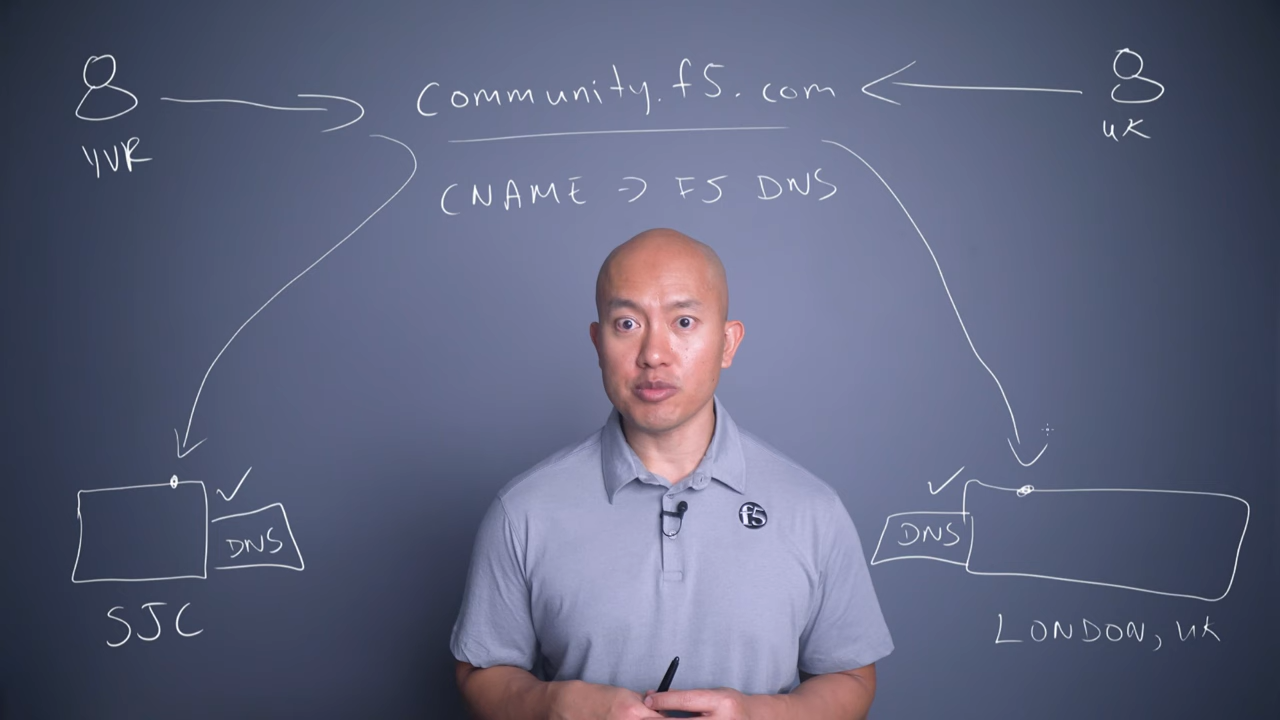 community.f5.com
YVR
UK
CNAME → F5 DNS
f5
DNS
DNS
SJC
LONDON, UK